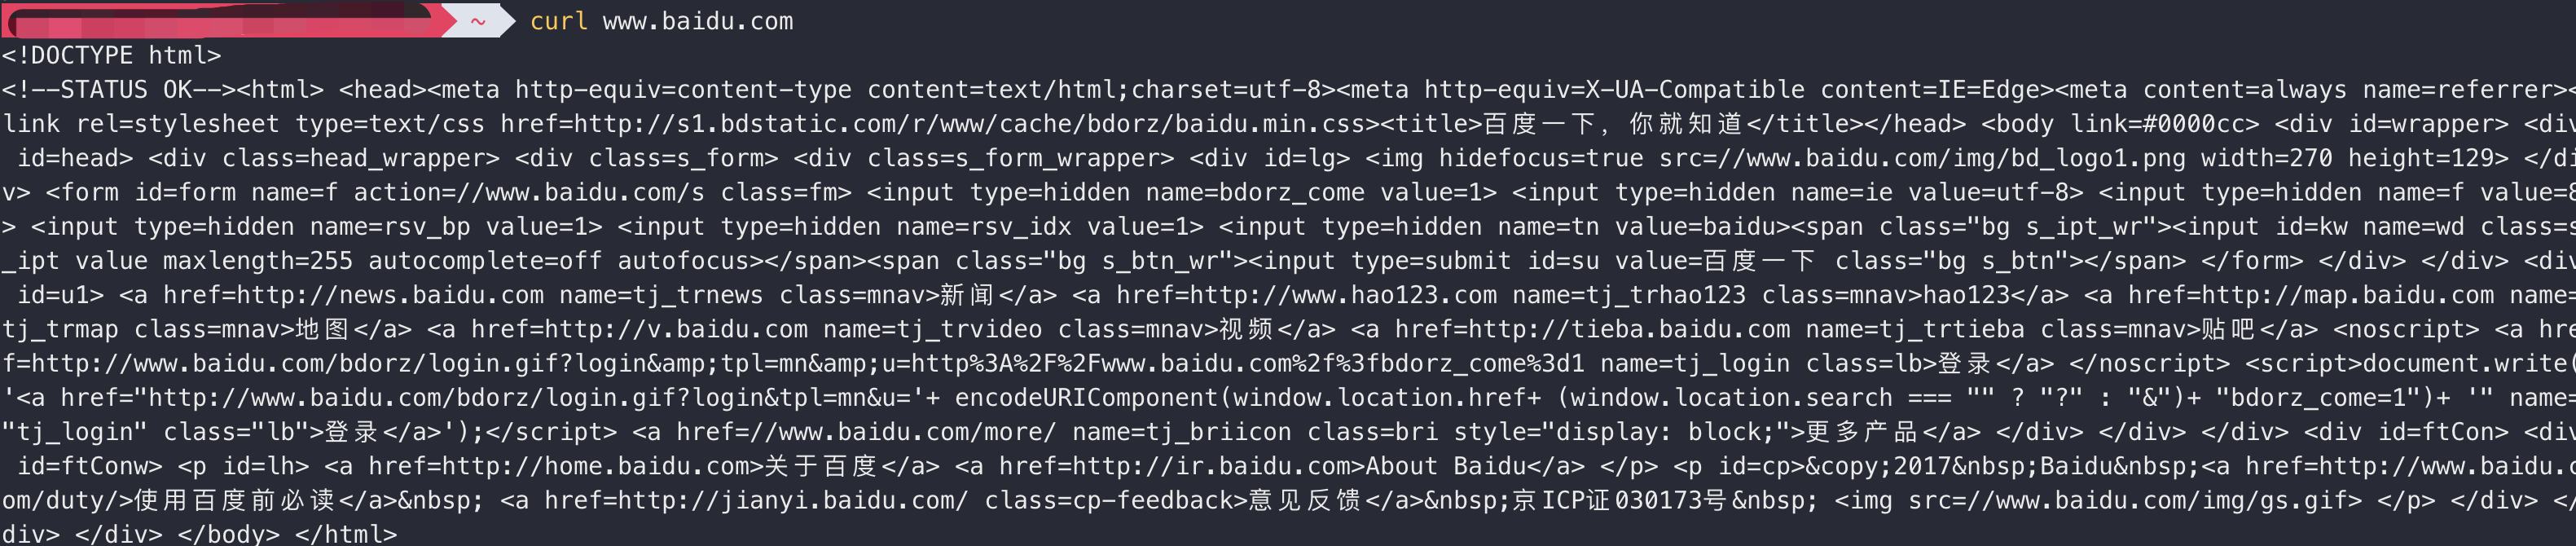 ~ curl www.baidu.com
<!DOCTYPE html>
<!--STATUS OK--><html> <head><meta http-equiv=content-type content=text/html;charset=utf-8><meta http-equiv=X-UA-Compatible content=IE=Edge><meta content=always name=referrer><
link rel=stylesheet type=text/css href=http://s1.bdstatic.com/r/www/cache/bdorz/baidu.min.css><title>百度一下，你就知道</title></head> <body link=#0000cc> <div id=wrapper> <div
id=head> <div class=head_wrapper> <div class=s_form> <div class=s_form_wrapper> <div id=lg> <img hidefocus=true src=//www.baidu.com/img/bd_logo1.png width=270 height=129> </di
v> <form id=form name=f action=//www.baidu.com/s class=fm> <input type=hidden name=bdorz_come value=1> <input type=hidden name=ie value=utf-8> <input type=hidden name=f value=8
> <input type=hidden name=rsv_bp value=1> <input type=hidden name=rsv_idx value=1> <input type=hidden name=tn value=baidu><span class="bg s_ipt_wr"><input id=kw name=wd class=s
_ipt value maxlength=255 autocomplete=off autofocus></span><span class="bg s_btn_wr"><input type=submit id=su value=百度一下 class="bg s_btn"></span> </form> </div> </div> <div
id=u1> <a href=http://news.baidu.com name=tj_trnews class=mnav>新闻</a> <a href=http://www.hao123.com name=tj_trhao123 class=mnav>hao123</a> <a href=http://map.baidu.com name=
tj_trmap class=mnav>地图</a> <a href=http://v.baidu.com name=tj_trvideo class=mnav>视频</a> <a href=http://tieba.baidu.com name=tj_trtieba class=mnav>贴吧</a> <noscript> <a hre
f=http://www.baidu.com/bdorz/login.gif?login&amp;tpl=mn&amp;u=http%3A%2F%2Fwww.baidu.com%2f%3fbdorz_come%3d1 name=tj_login class=lb>登录</a> </noscript> <script>document.write(
'<a href="http://www.baidu.com/bdorz/login.gif?login&tpl=mn&u='+ encodeURIComponent(window.location.href+ (window.location.search === "" ? "?" : "&")+ "bdorz_come=1")+ '" name=
"tj_login" class="lb">登录</a>');</script> <a href=//www.baidu.com/more/ name=tj_briicon class=bri style="display: block;">更多产品</a> </div> </div> </div> <div id=ftCon> <div
id=ftConw> <p id=lh> <a href=http://home.baidu.com>关于百度</a> <a href=http://ir.baidu.com>About Baidu</a> </p> <p id=cp>&copy;2017&nbsp;Baidu&nbsp;<a href=http://www.baidu.c
om/duty/>使用百度前必读</a>&nbsp; <a href=http://jianyi.baidu.com/ class=cp-feedback>意见反馈</a>&nbsp;京ICP证030173号&nbsp; <img src=//www.baidu.com/img/gs.gif> </p> </div> </
div> </div> </body> </html>